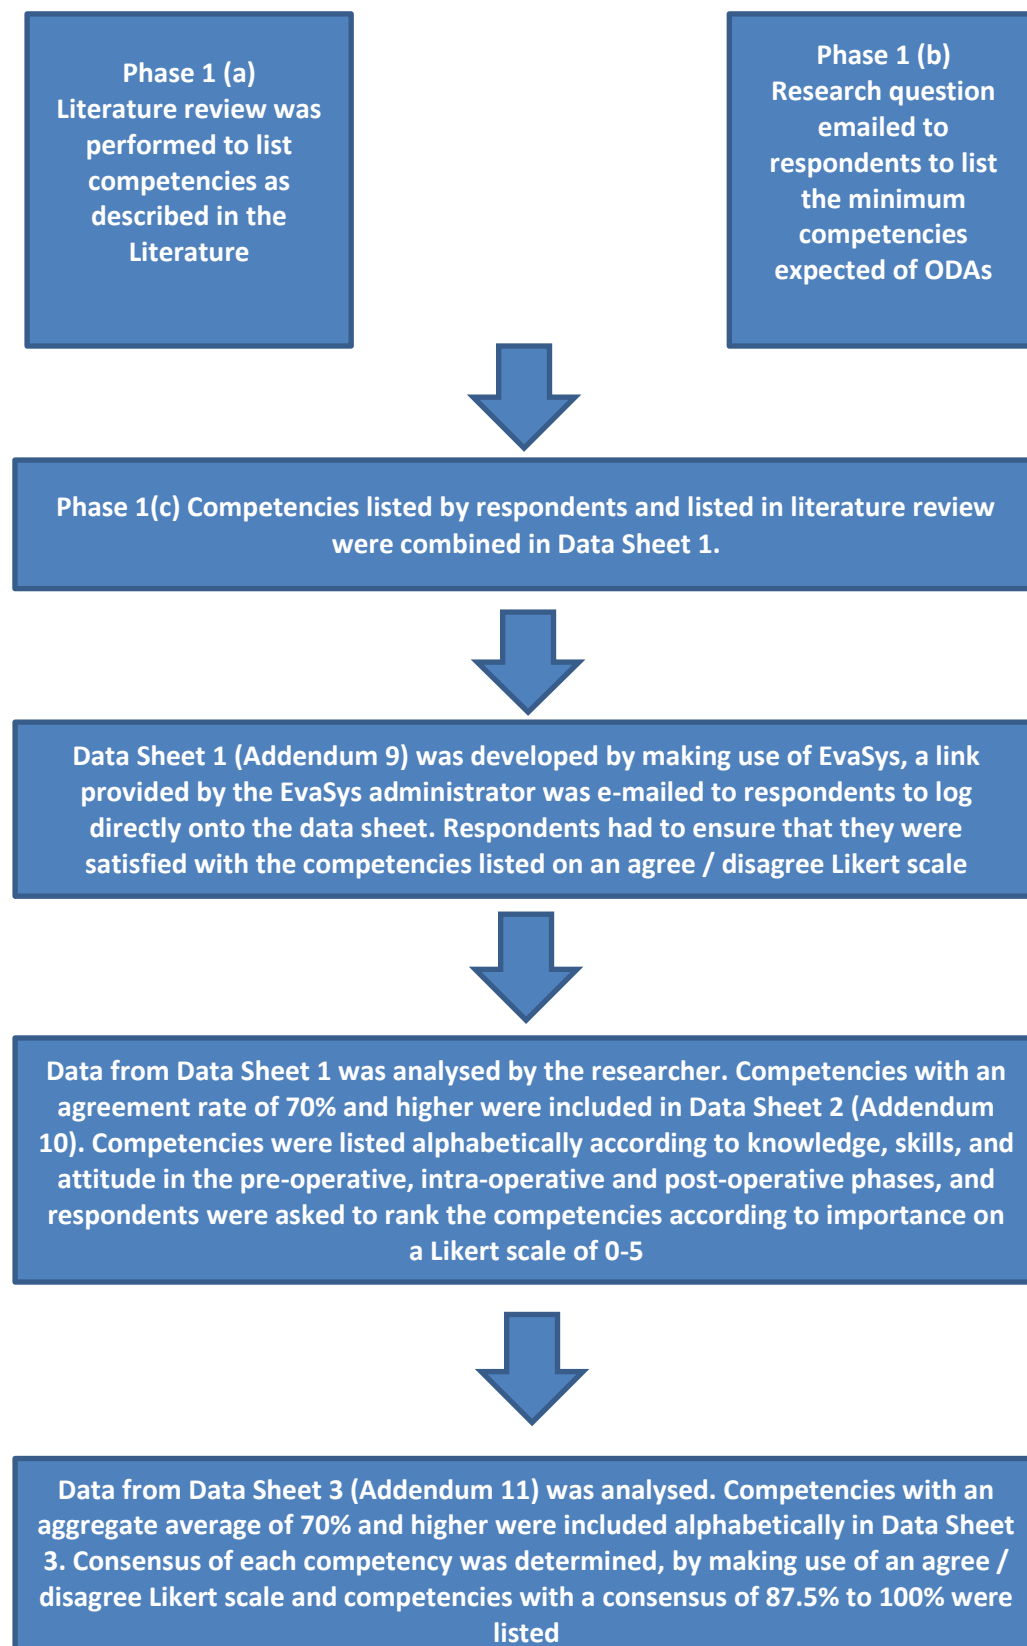 Phase 1 (a)
Literature review was
performed to list
competencies as
described in the
Literature
Phase 1 (b)
Research question
emailed to
respondents to list
the minimum
competencies
expected of ODAs
Phase 1(c) Competencies listed by respondents and listed in literature review
were combined in Data Sheet 1.
Data Sheet 1 (Addendum 9) was developed by making use of EvaSys, a link
provided by the EvaSys administrator was e-mailed to respondents to log
directly onto the data sheet. Respondents had to ensure that they were
satisfied with the competencies listed on an agree / disagree Likert scale
Data from Data Sheet 1 was analysed by the researcher. Competencies with an
agreement rate of 70% and higher were included in Data Sheet 2 (Addendum
10). Competencies were listed alphabetically according to knowledge, skills, and
attitude in the pre-operative, intra-operative and post-operative phases, and
respondents were asked to rank the competencies according to importance on
a Likert scale of 0-5
Data from Data Sheet 3 (Addendum 11) was analysed. Competencies with an
aggregate average of 70% and higher were included alphabetically in Data Sheet
3. Consensus of each competency was determined, by making use of an agree /
disagree Likert scale and competencies with a consensus of 87.5% to 100% were
listed